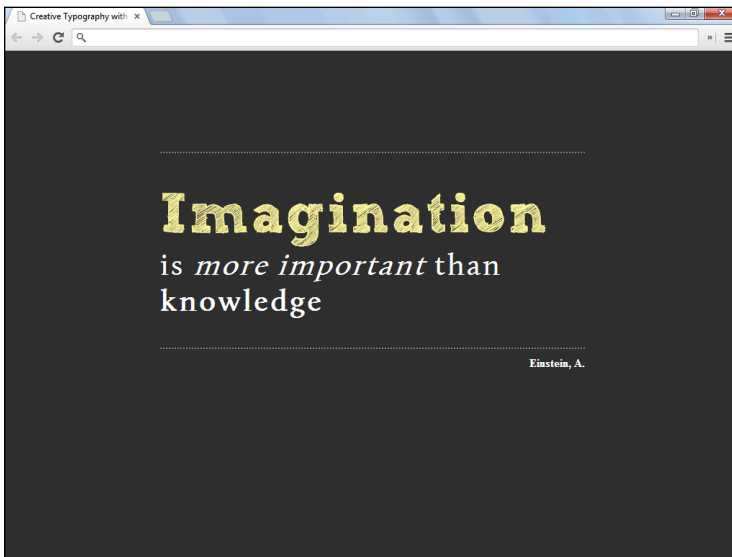 Creative Typography with
Imagination
is more important than
knowledge
Einstein, A.